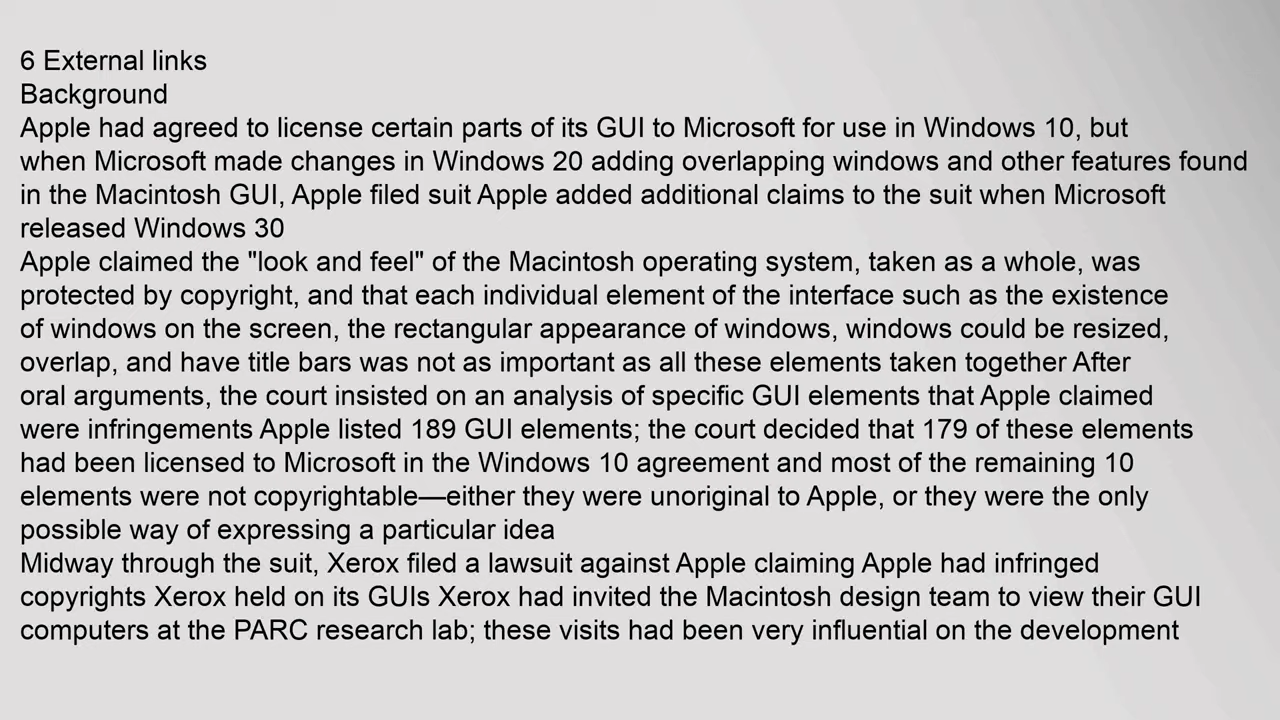 6 External links
Background
Apple had agreed to license certain parts of its GUI to Microsoft for use in Windows 10, but
when Microsoft made changes in Windows 20 adding overlapping windows and other features found
in the Macintosh GUI, Apple filed suit Apple added additional claims to the suit when Microsoft
released Windows 30
Apple claimed the "look and feel" of the Macintosh operating system, taken as a whole, was
protected by copyright, and that each individual element of the interface such as the existence
of windows on the screen, the rectangular appearance of windows, windows could be resized,
overlap, and have title bars was not as important as all these elements taken together After
oral arguments, the court insisted on an analysis of specific GUI elements that Apple claimed
were infringements Apple listed 189 GUI elements; the court decided that 179 of these elements
had been licensed to Microsoft in the Windows 10 agreement and most of the remaining 10
elements were not copyrightable—either they were unoriginal to Apple, or they were the only
possible way of expressing a particular idea
Midway through the suit, Xerox filed a lawsuit against Apple claiming Apple had infringed
copyrights Xerox held on its GUIs Xerox had invited the Macintosh design team to view their GUI
computers at the PARC research lab; these visits had been very influential on the development